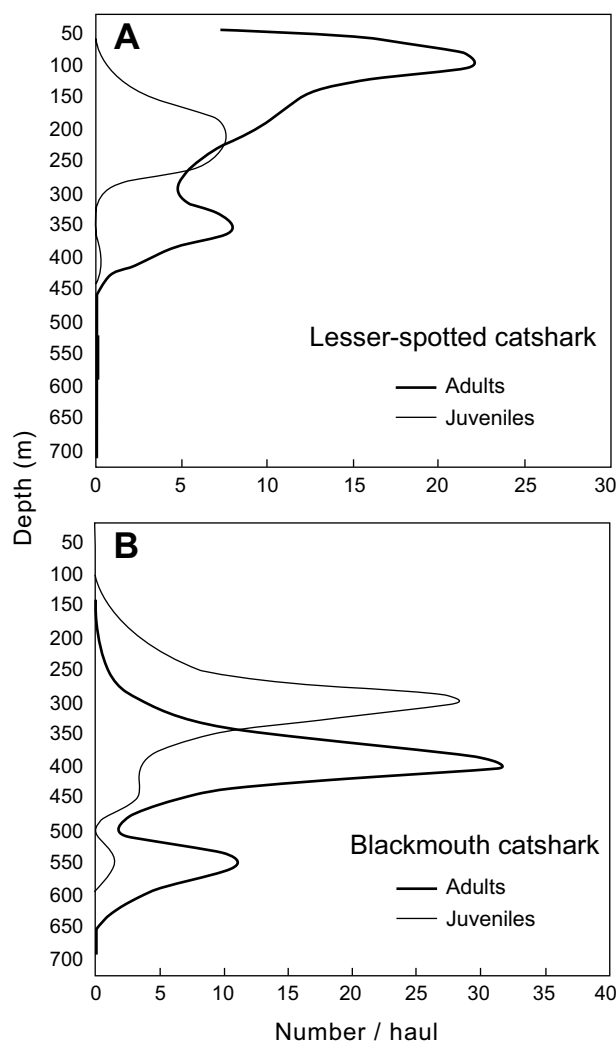 A
50
100
150
200
250
300
350
400
450
500
550
600
650
700
Lesser-spotted catshark
Adults
Juveniles
0 5 10 15 20 25 30
Depth (m)
B
50
100
150
200
250
300
350
400
450
500
550
600
650
700
Blackmouth catshark
Adults
Juveniles
0 5 10 15 20 25 30 35 40
Number / haul